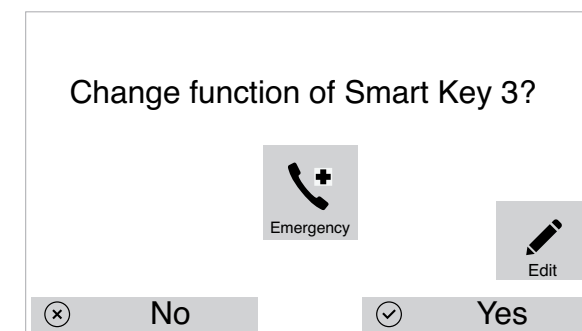 Change function of Smart Key 3?
Emergency
Edit
No
Yes